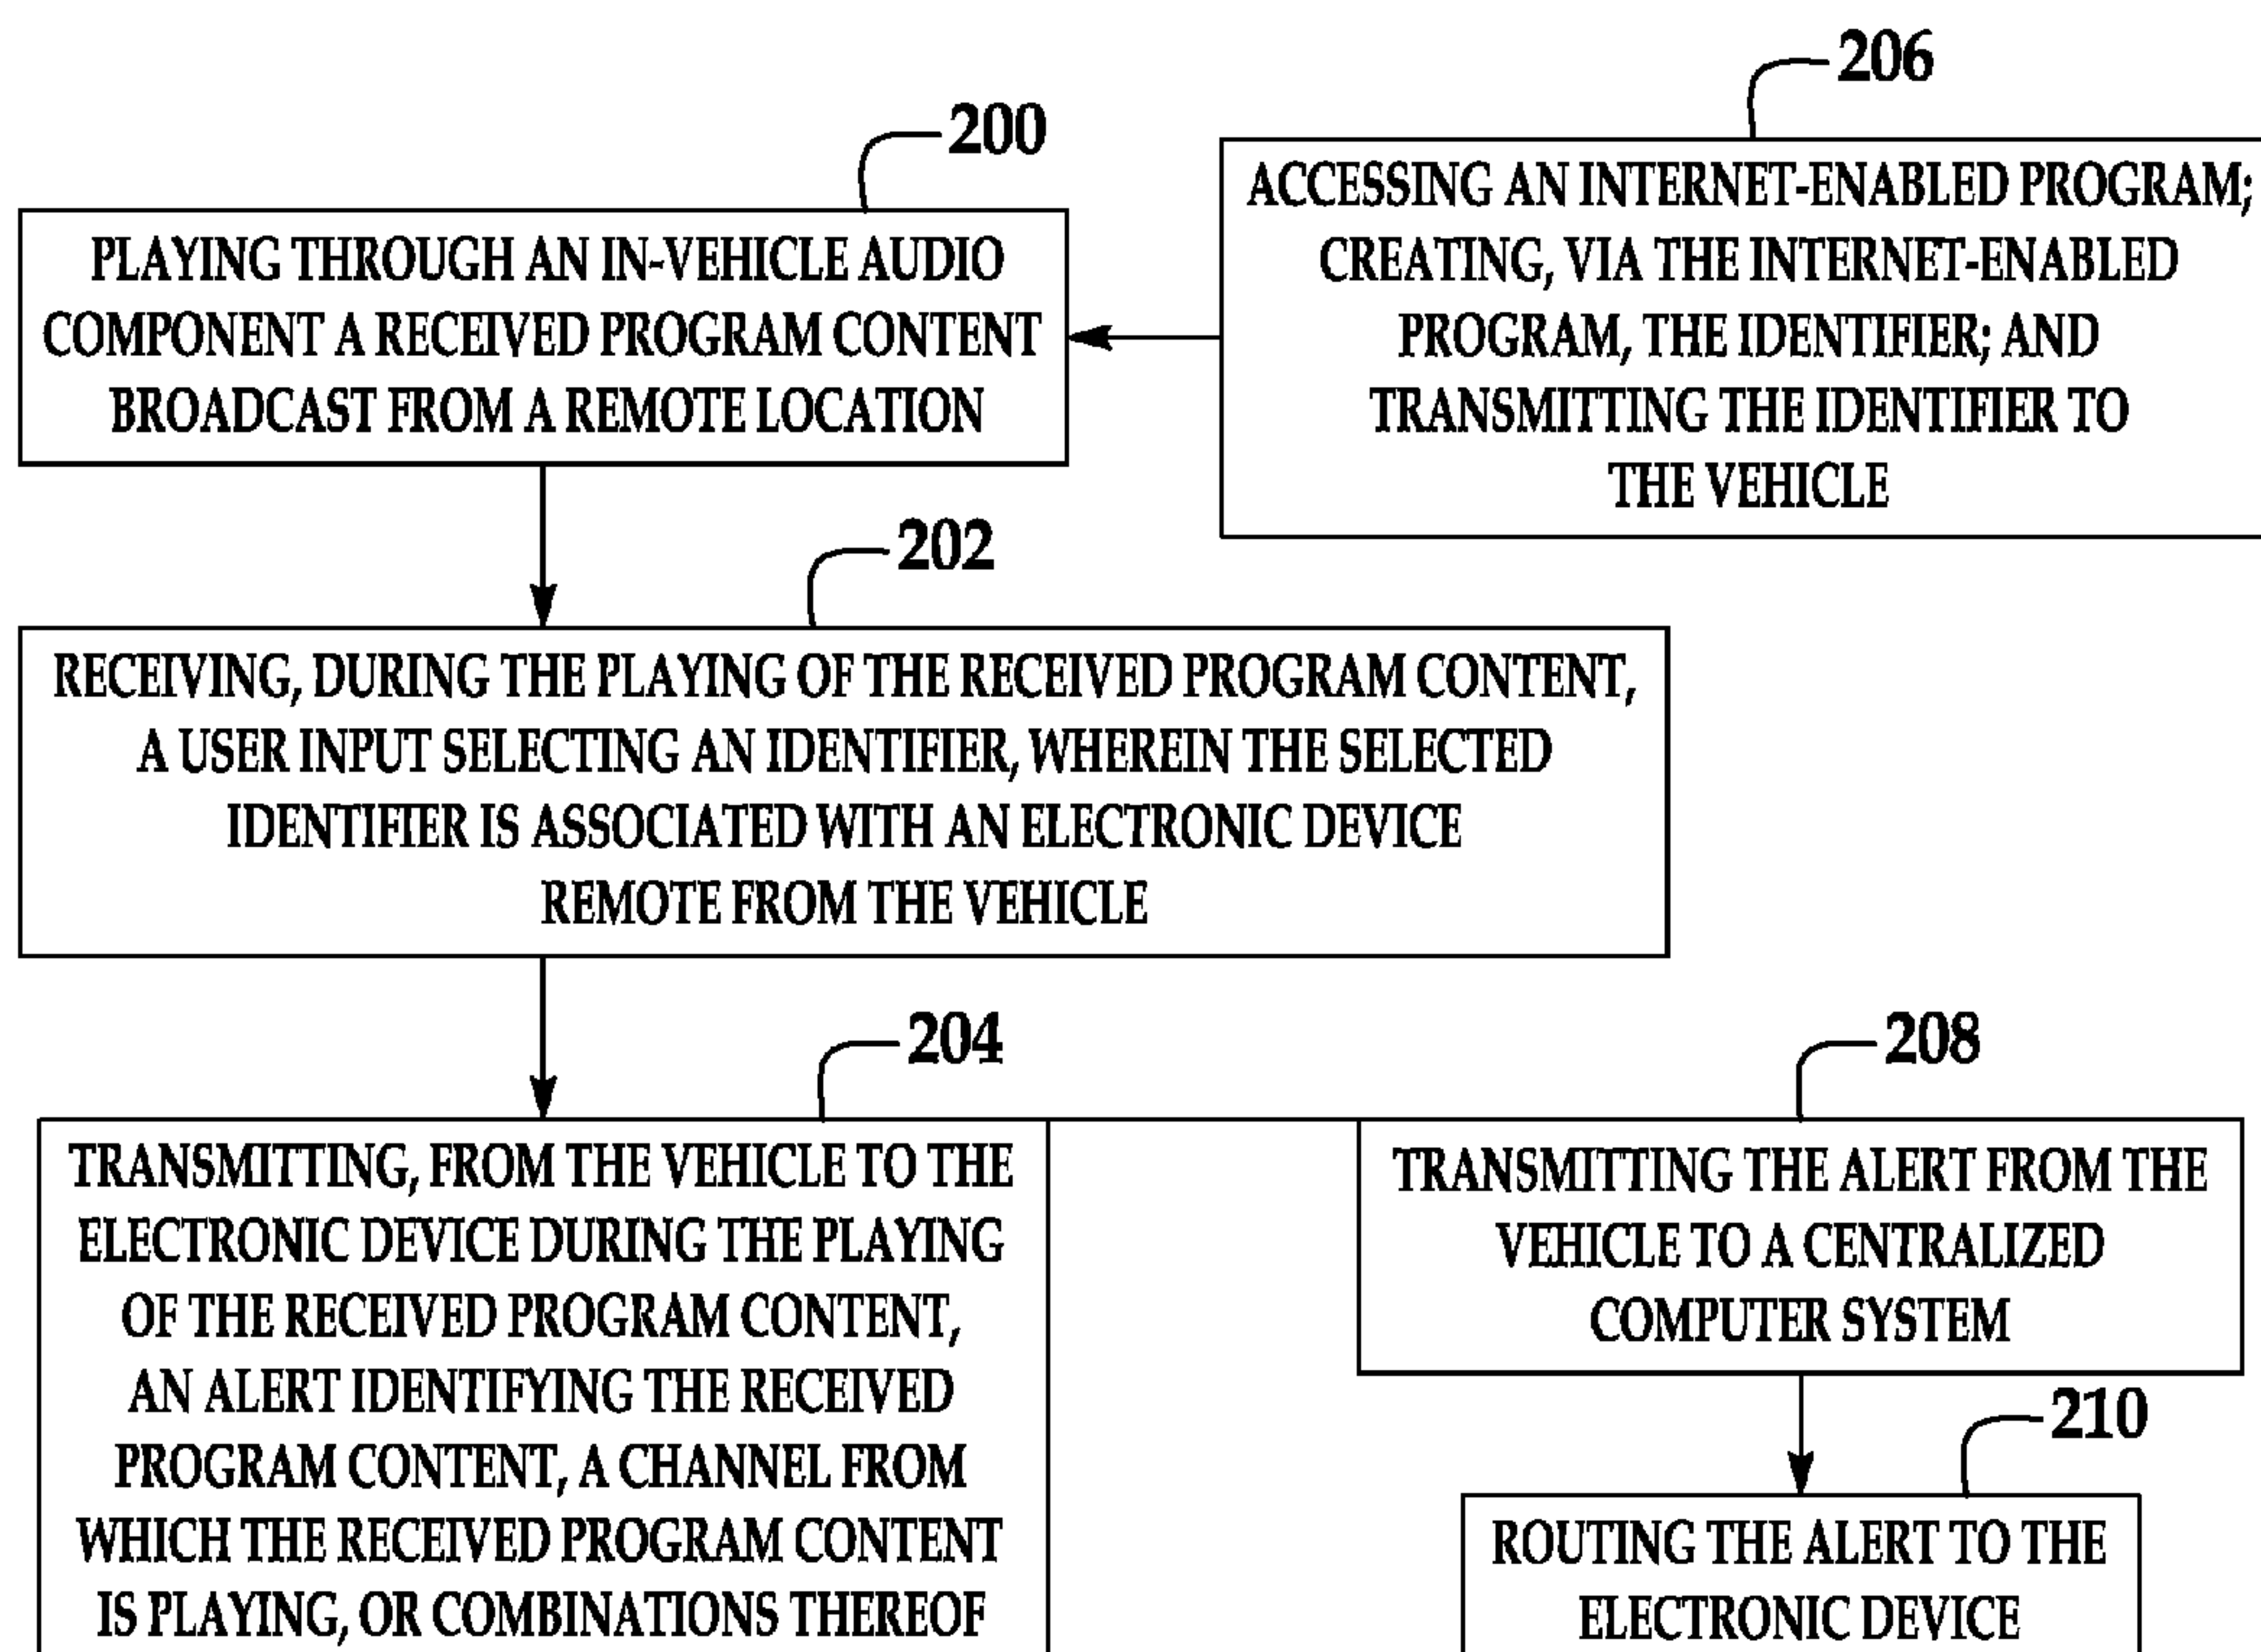 206
200
ACCESSING AN INTERNET-ENABLED PROGRAM;
CREATING, VIA THE INTERNET-ENABLED
PROGRAM, THE IDENTIFIER; AND
TRANSMITTING THE IDENTIFIER TO
THE VEHICLE
PLAYING THROUGH AN IN-VEHICLE AUDIO
COMPONENT A RECEIVED PROGRAM CONTENT
BROADCAST FROM A REMOTE LOCATION
202
RECEIVING, DURING THE PLAYING OF THE RECEIVED PROGRAM CONTENT,
A USER INPUT SELECTING AN IDENTIFIER, WHEREIN THE SELECTED
IDENTIFIER IS ASSOCIATED WITH AN ELECTRONIC DEVICE
REMOTE FROM THE VEHICLE
204
TRANSMITTING, FROM THE VEHICLE TO THE
ELECTRONIC DEVICE DURING THE PLAYING
OF THE RECEIVED PROGRAM CONTENT,
AN ALERT IDENTIFYING THE RECEIVED
PROGRAM CONTENT, A CHANNEL FROM
WHICH THE RECEIVED PROGRAM CONTENT
IS PLAYING, OR COMBINATIONS THEREOF
208
TRANSMITTING THE ALERT FROM THE
VEHICLE TO A CENTRALIZED
COMPUTER SYSTEM
210
ROUTING THE ALERT TO THE
ELECTRONIC DEVICE